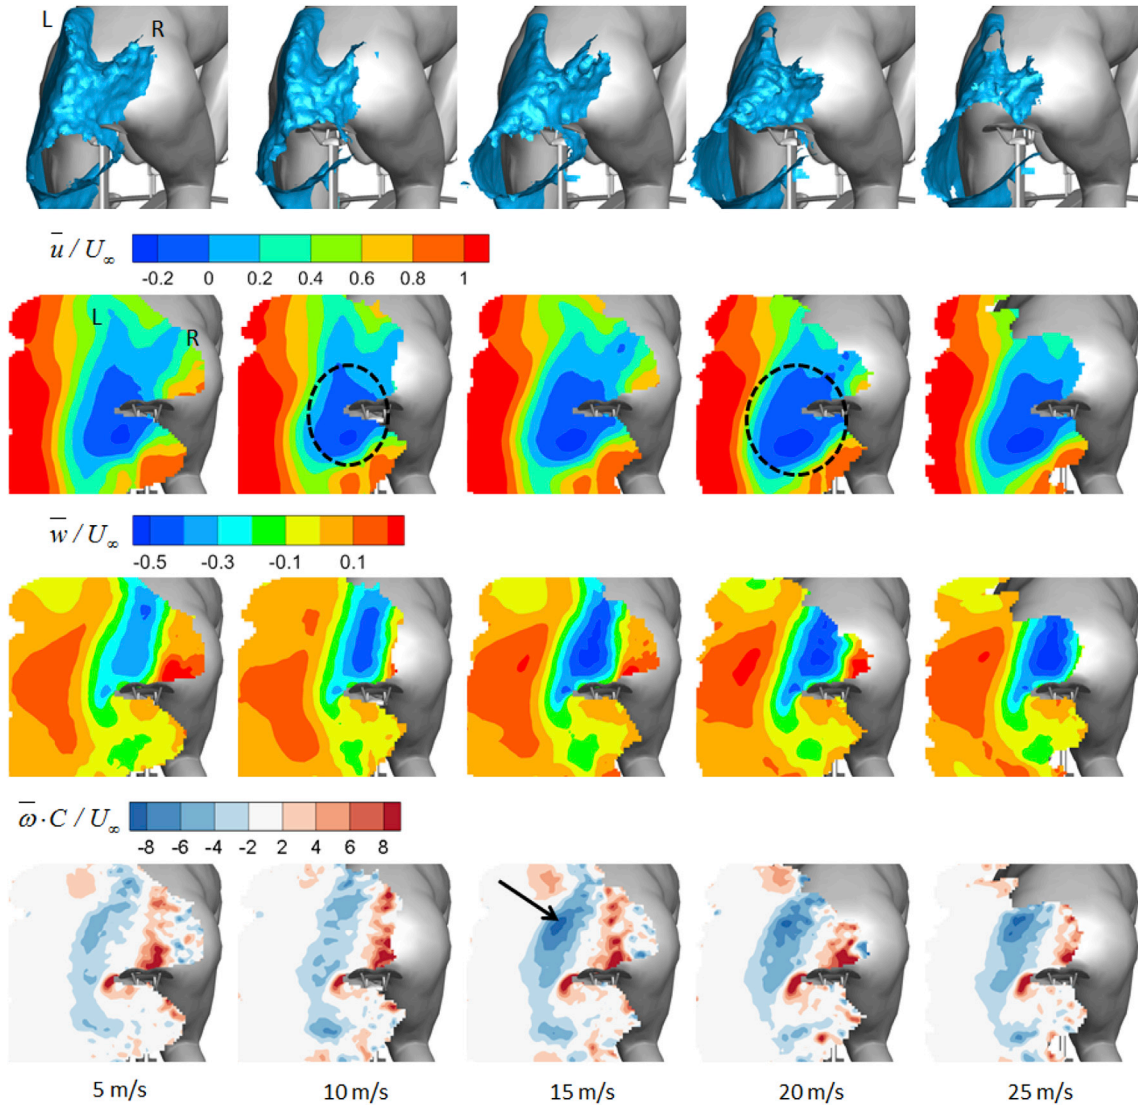 L R
u̅ / U∞
-0.2 0 0.2 0.4 0.6 0.8 1
L R
w̅ / U∞
-0.5 -0.3 -0.1 0.1
ω̅ · C / U∞
-8 -6 -4 -2 2 4 6 8
5 m/s 10 m/s 15 m/s 20 m/s 25 m/s